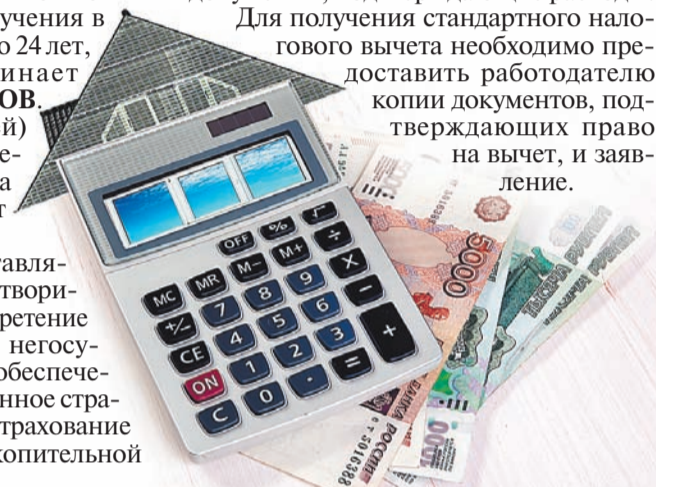 учения в
о 24 лет,
инает
ОВ.
ей)
е-
а
т
тавля-
твори-
ретение
негосу-
обеспече-
нное стра-
трахование
копительной
Для получения стандартного нало-
гового вычета необходимо пре-
доставить работодателю
копии документов, под-
тверждающих право
на вычет, и заяв-
ление.
OFF % √
MC MR M− M+ ÷
+/− 7 8 9 ×
CE 4 5 6 −
ON 1 2 3 +
C 0 · =
5000
1000
5016388